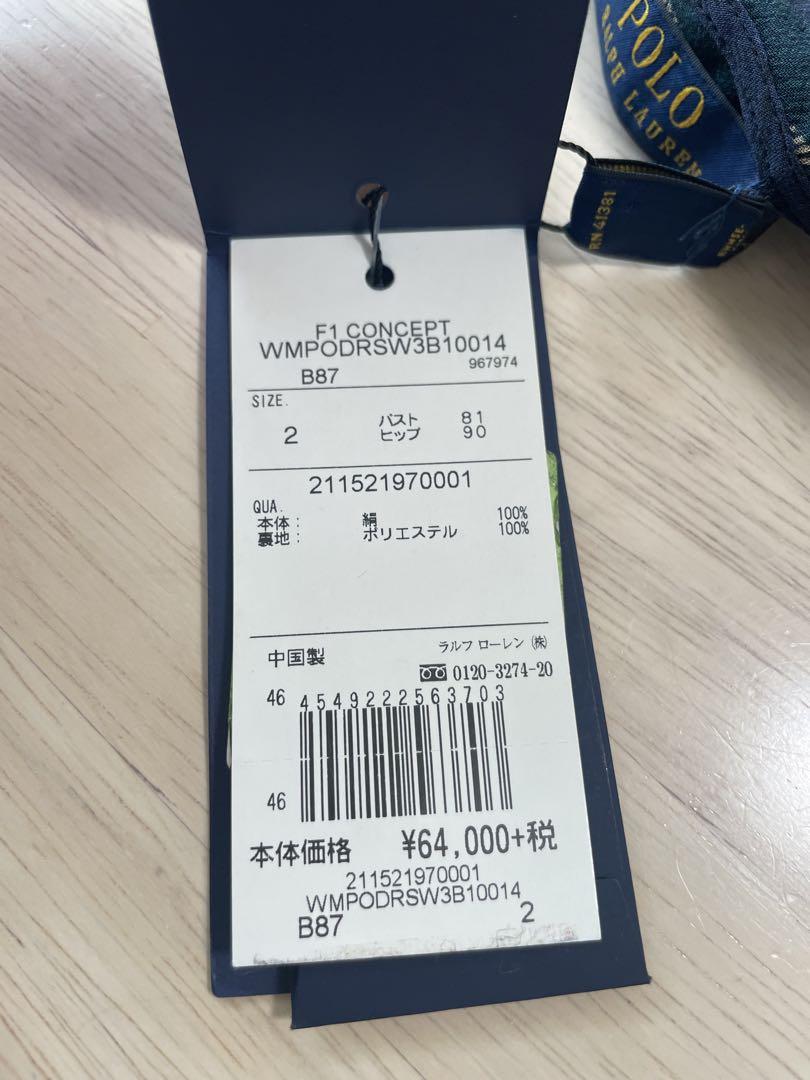 POLO
RALPH LAUREN
RN 41381
F1 CONCEPT
WMPODRSW3B10014
B87 967974
SIZE.
2 バスト 81
ヒップ 90
211521970001
QUA.
本体: 絹 100%
裏地: ポリエステル 100%
中国製 ラルフ ローレン (株)
0120-3274-20
46 4549222563703
46
本体価格 ¥64,000+税
211521970001
WMPODRSW3B10014
B87 2